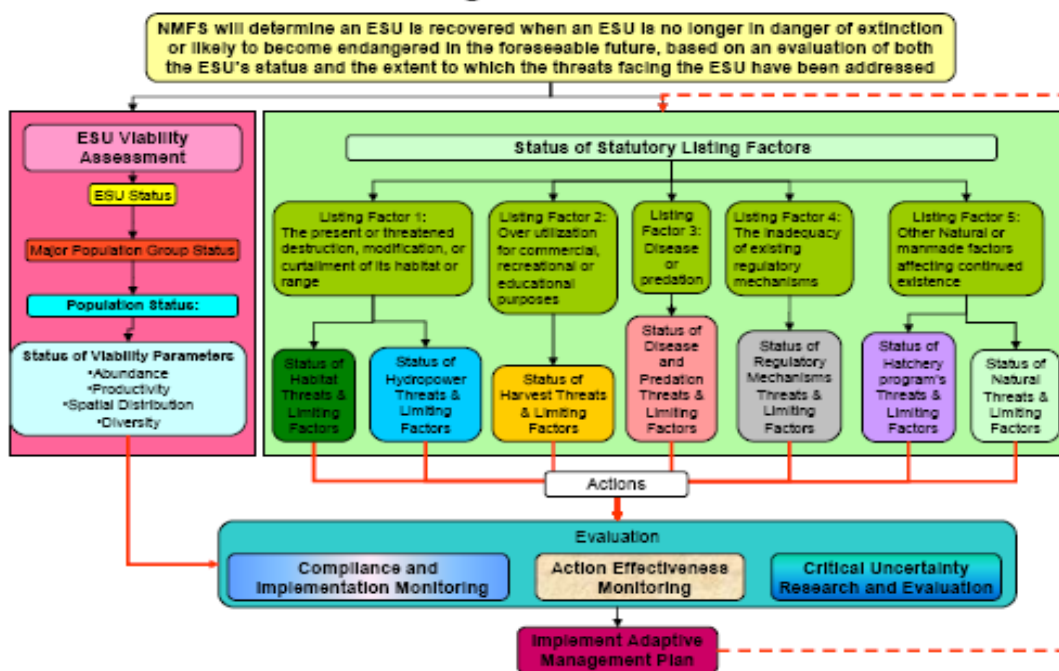 NMFS will determine an ESU is recovered when an ESU is no longer in danger of extinction
or likely to become endangered in the foreseeable future, based on an evaluation of both
the ESU's status and the extent to which the threats facing the ESU have been addressed
ESU Viability
Assessment
ESU Status
Major Population Group Status
Population Status:
Status of Viability Parameters
•Abundance
•Productivity
•Spatial Distribution
•Diversity
Status of Statutory Listing Factors
Listing Factor 1:
The present or threatened
destruction, modification, or
curtailment of its habitat or
range
Listing Factor 2:
Over utilization
for commercial,
recreational or
educational
purposes
Listing
Factor 3:
Disease
or
predation
Listing Factor 4:
The Inadequacy
of existing
regulatory
mechanisms
Listing Factor 5:
Other Natural or
manmade factors
affecting continued
existence
Status of
Habitat
Threats &
Limiting
Factors
Status of
Hydropower
Threats &
Limiting
Factors
Status of
Harvest Threats
& Limiting
Factors
Status of
Disease
and
Predation
Threats &
Limiting
Factors
Status of
Regulatory
Mechanisms
Threats &
Limiting
Factors
Status of
Hatchery
program's
Threats &
Limiting
Factors
Status of
Natural
Threats &
Limiting
Factors
Actions
Evaluation
Compliance and
Implementation Monitoring
Action Effectiveness
Monitoring
Critical Uncertainty
Research and Evaluation
Implement Adaptive
Management Plan